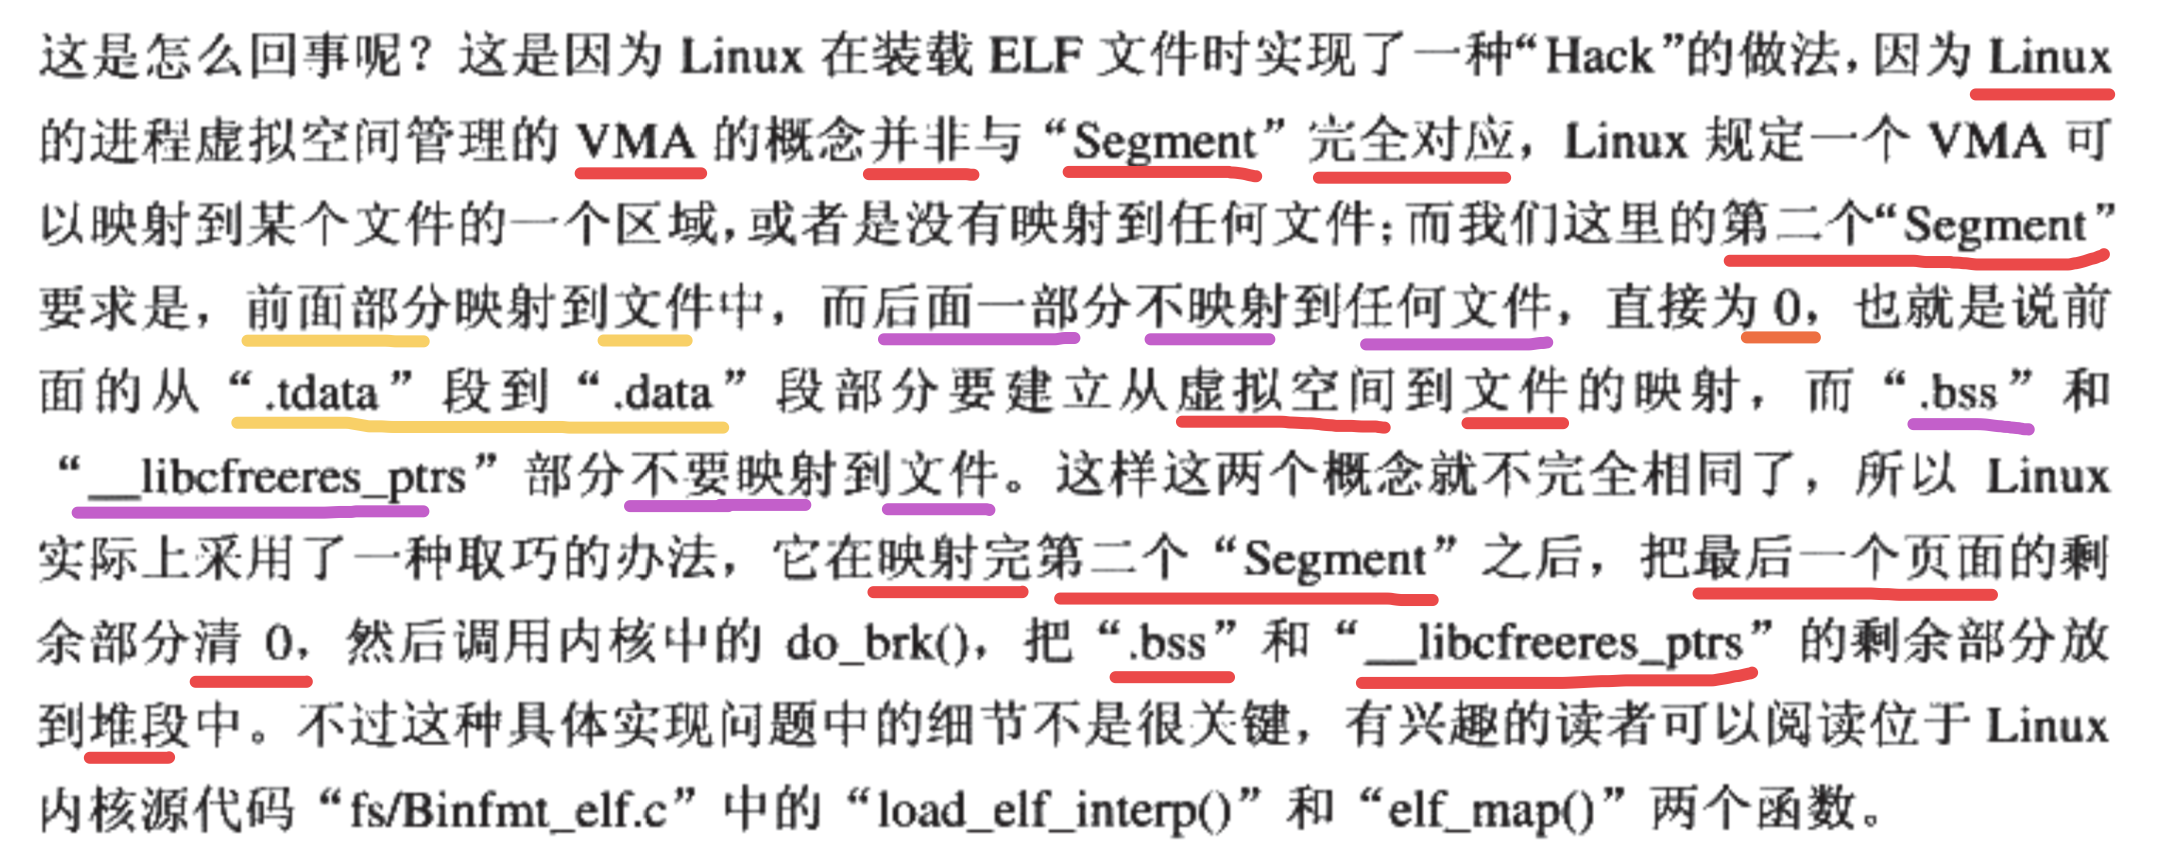 这是怎么回事呢？这是因为 Linux 在装载 ELF 文件时实现了一种“Hack”的做法，因为 Linux
的进程虚拟空间管理的 VMA 的概念并非与“Segment”完全对应，Linux 规定一个 VMA 可
以映射到某个文件的一个区域，或者是没有映射到任何文件；而我们这里的第二个“Segment”
要求是，前面部分映射到文件中，而后面一部分不映射到任何文件，直接为 0，也就是说前
面的从“.tdata”段到“.data”段部分要建立从虚拟空间到文件的映射，而“.bss”和
“__libcfreeres_ptrs”部分不要映射到文件。这样这两个概念就不完全相同了，所以 Linux
实际上采用了一种取巧的办法，它在映射完第二个“Segment”之后，把最后一个页面的剩
余部分清 0，然后调用内核中的 do_brk()，把“.bss”和“__libcfreeres_ptrs”的剩余部分放
到堆段中。不过这种具体实现问题中的细节不是很关键，有兴趣的读者可以阅读位于 Linux
内核源代码“fs/Binfmt_elf.c”中的“load_elf_interp()”和“elf_map()”两个函数。